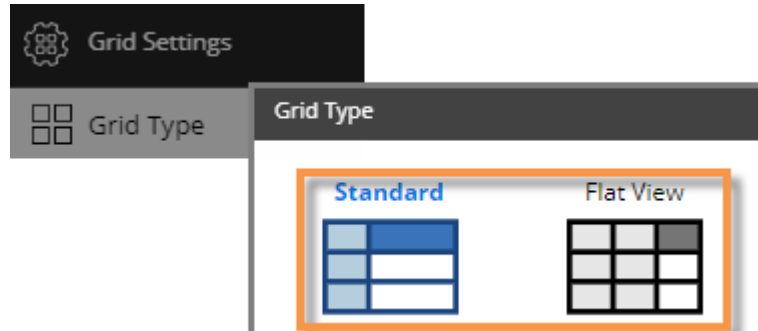 Grid Settings
Grid Type
Grid Type
Standard
Flat View